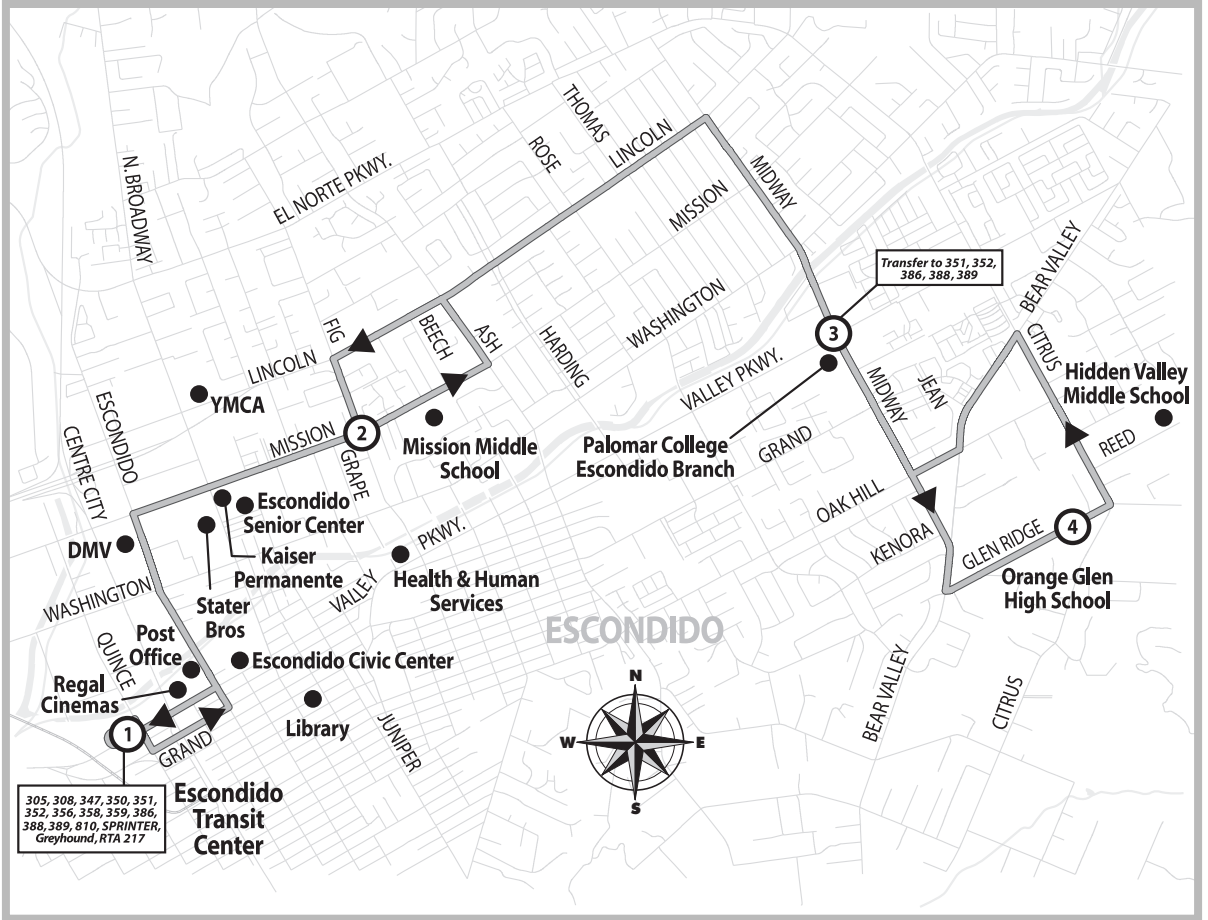 THOMAS
ROSE
LINCOLN
N. BROADWAY
EL NORTE PKWY.
MIDWAY
MISSION
BEAR VALLEY
Transfer to 351, 352,
386, 388, 389
WASHINGTON
FIG
BEECH
ASH
HARDING
3
CITRUS
LINCOLN
VALLEY PKWY.
MIDWAY
JEAN
Hidden Valley
Middle School
YMCA
ESCONDIDO
CENTRE CITY
MISSION
2
Mission Middle
School
Palomar College
Escondido Branch
GRAND
REED
GRAPE
Escondido
Senior Center
OAK HILL
KENORA
GLEN RIDGE
4
DMV
Kaiser
Permanente
PKWY.
VALLEY
Health & Human
Services
Orange Glen
High School
WASHINGTON
Stater
Bros
ESCONDIDO
QUINCE
Post
Office
Escondido Civic Center
Regal
Cinemas
Library
JUNIPER
BEAR VALLEY
CITRUS
N
W
E
S
1
GRAND
305, 308, 347, 350, 351,
352, 356, 358, 359, 386,
388, 389, 810, SPRINTER,
Greyhound, RTA 217
Escondido
Transit
Center